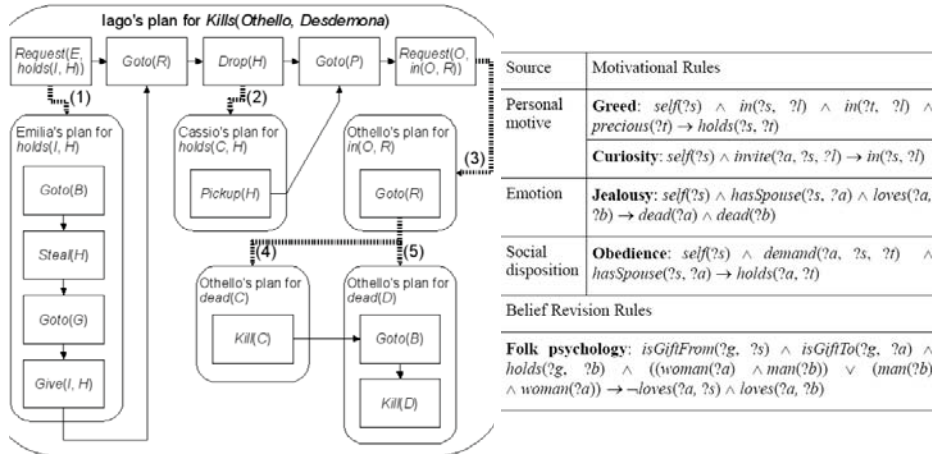 Iago's plan for Kills(Othello, Desdemona)
Request(E,
holds(I, H))
Goto(R)
Drop(H)
Goto(P)
Request(O,
in(O, R))
(1)
(2)
(3)
Emilia's plan for
holds(I, H)
Goto(B)
Steal(H)
Goto(G)
Give(I, H)
Cassio's plan for
holds(C, H)
Pickup(H)
Othello's plan for
in(O, R)
Goto(R)
(4)
(5)
Othello's plan for
dead(C)
Kill(C)
Othello's plan for
dead(D)
Goto(B)
Kill(D)
Source
Motivational Rules
Personal
motive
Greed: self(?s) ∧ in(?s, ?l) ∧ in(?t, ?l) ∧
precious(?t) → holds(?s, ?t)
Curiosity: self(?s) ∧ invite(?a, ?s, ?l) → in(?s, ?l)
Emotion
Jealousy: self(?s) ∧ hasSpouse(?s, ?a) ∧ loves(?a,
?b) → dead(?a) ∧ dead(?b)
Social
disposition
Obedience: self(?s) ∧ demand(?a, ?s, ?t) ∧
hasSpouse(?s, ?a) → holds(?a, ?t)
Belief Revision Rules
Folk psychology: isGiftFrom(?g, ?s) ∧ isGiftTo(?g, ?a) ∧
holds(?g, ?b) ∧ ((woman(?a) ∧ man(?b)) ∨ (man(?b)
∧ woman(?a)) → ¬loves(?a, ?s) ∧ loves(?a, ?b)